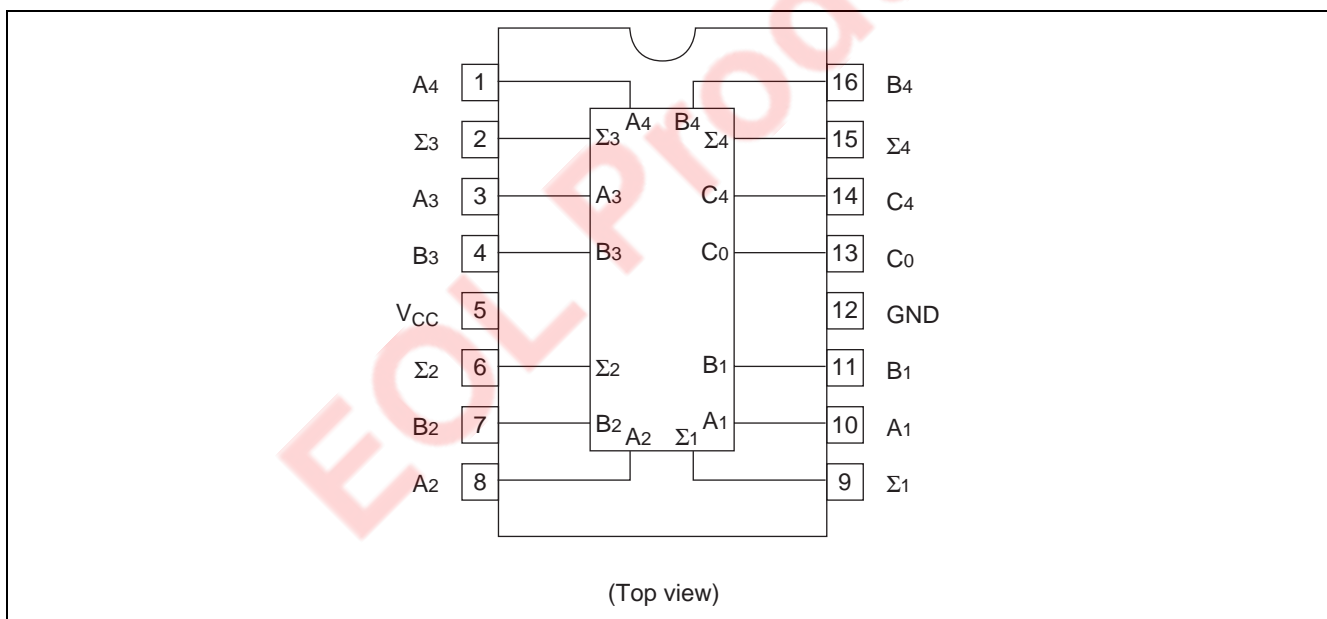 A4 1 16 B4
A4 B4
Σ3 2 Σ3 Σ4 15 Σ4
A3 3 A3 C4 14 C4
B3 4 B3 C0 13 C0
VCC 5 12 GND
Σ2 6 Σ2 B1 11 B1
B2 7 B2 A1 10 A1
A2 Σ1
A2 8 9 Σ1
(Top view)
EOL Prod